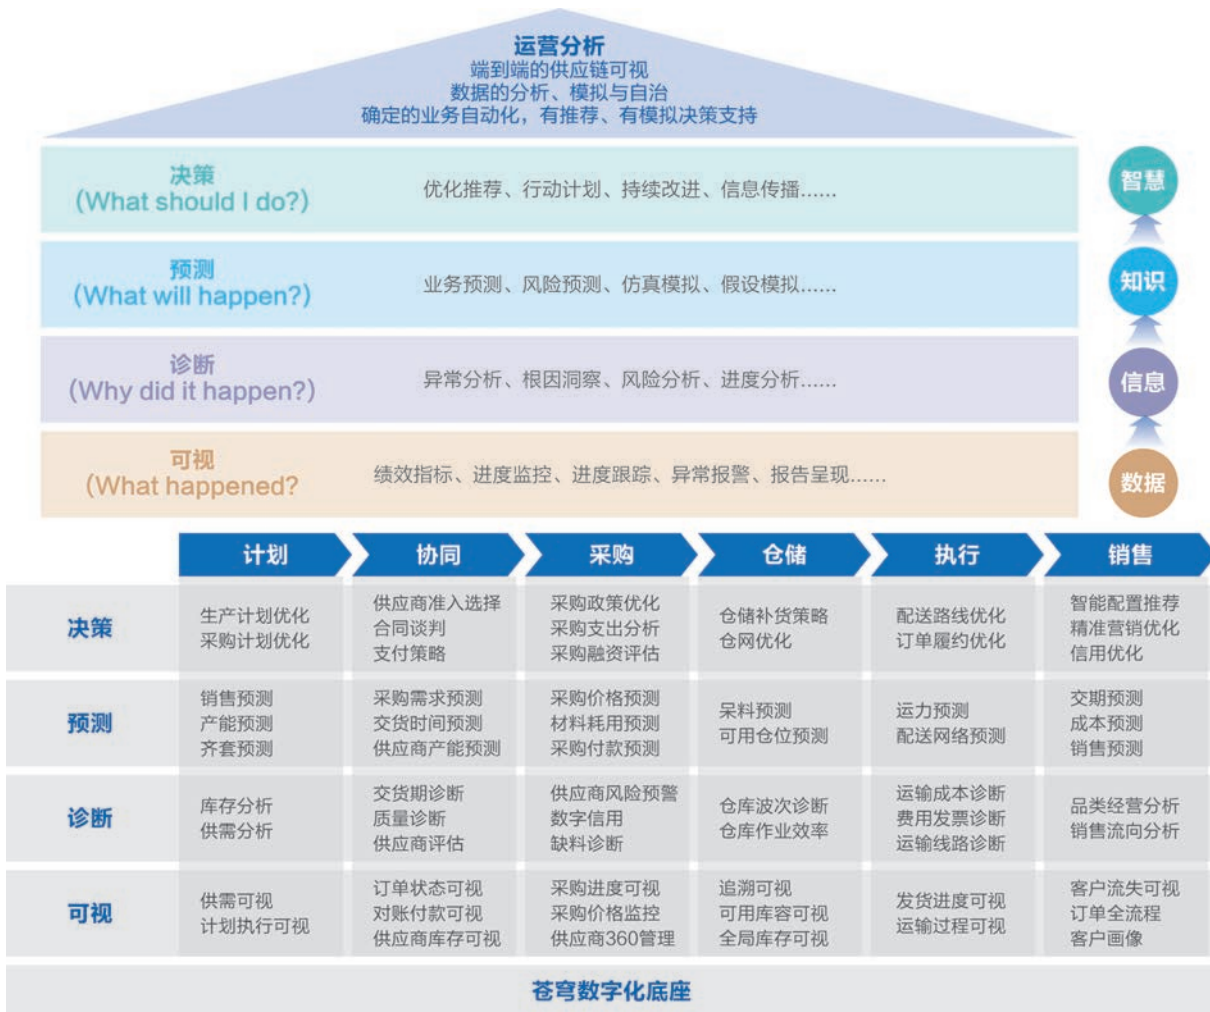 运营分析
端到端的供应链可视
数据的分析、模拟与自治
确定的业务自动化，有推荐、有模拟决策支持
决策
（What should I do?）
优化推荐、行动计划、持续改进、信息传播……
智慧
预测
（What will happen?）
业务预测、风险预测、仿真模拟、假设模拟……
知识
诊断
（Why did it happen?）
异常分析、根因洞察、风险分析、进度分析……
信息
可视
（What happened?
绩效指标、进度监控、进度跟踪、异常报警、报告呈现……
数据
计划
协同
采购
仓储
执行
销售
决策
生产计划优化
采购计划优化
供应商准入选择
合同谈判
支付策略
采购政策优化
采购支出分析
采购融资评估
仓储补货策略
仓网优化
配送路线优化
订单履约优化
智能配置推荐
精准营销优化
信用优化
预测
销售预测
产能预测
齐套预测
采购需求预测
交货时间预测
供应商产能预测
采购价格预测
材料耗用预测
采购付款预测
呆料预测
可用仓位预测
运力预测
配送网络预测
交期预测
成本预测
销售预测
诊断
库存分析
供需分析
交货期诊断
质量诊断
供应商评估
供应商风险预警
数字信用
缺料诊断
仓库波次诊断
仓库作业效率
运输成本诊断
费用发票诊断
运输线路诊断
品类经营分析
销售流向分析
可视
供需可视
计划执行可视
订单状态可视
对账付款可视
供应商库存可视
采购进度可视
采购价格监控
供应商360管理
追溯可视
可用库容可视
全局库存可视
发货进度可视
运输过程可视
客户流失可视
订单全流程
客户画像
苍穹数字化底座